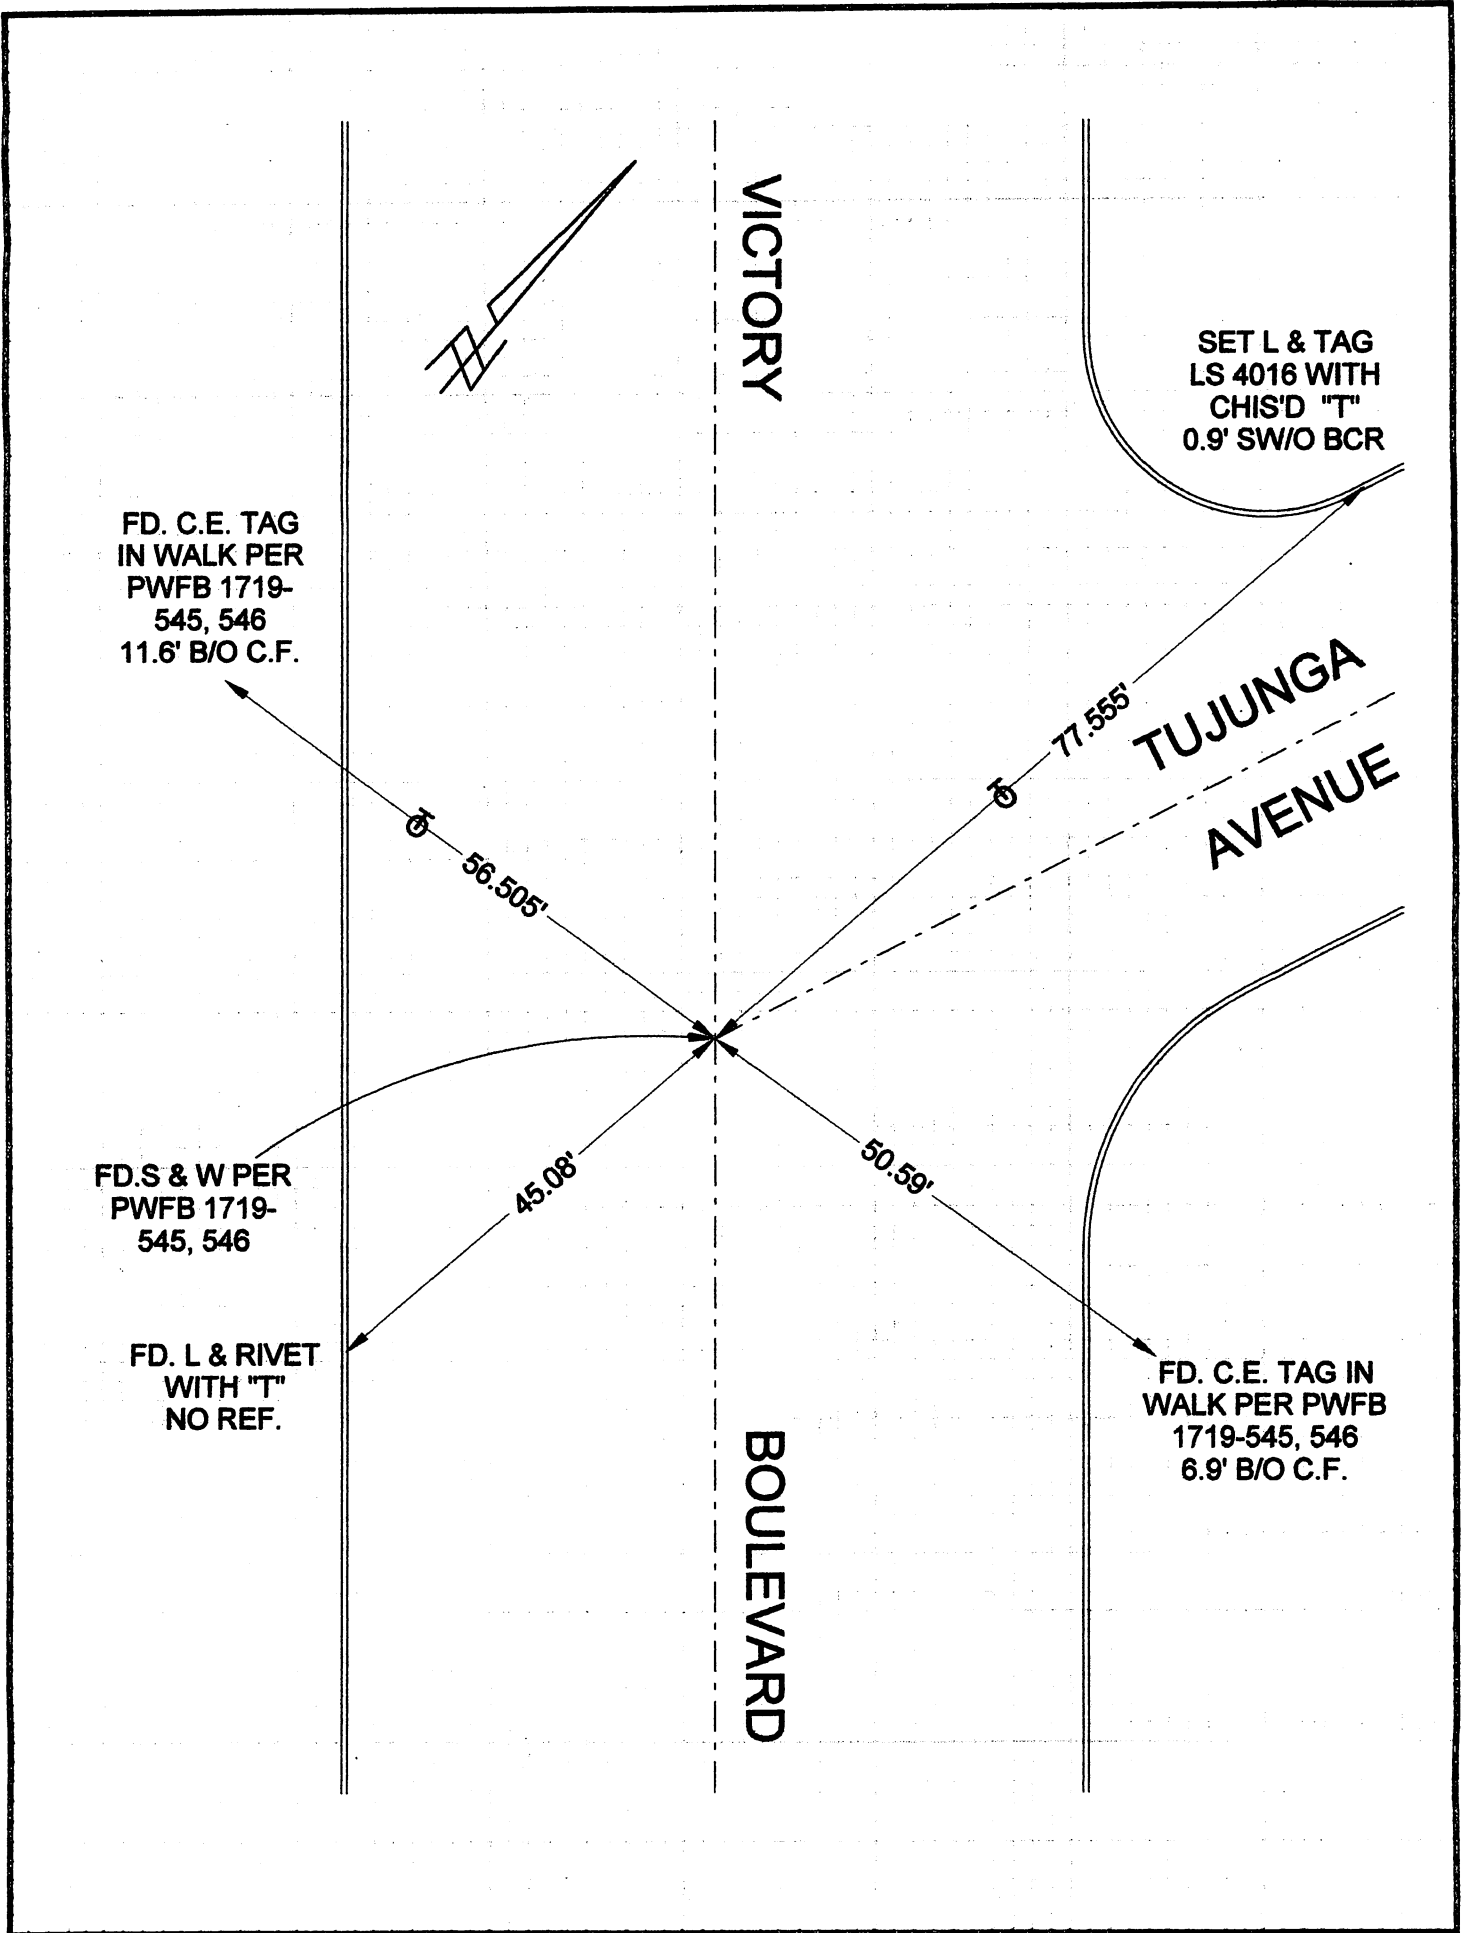 VICTORY
SET L & TAG
LS 4016 WITH
CHIS'D "T"
0.9' SW/O BCR
FD. C.E. TAG
IN WALK PER
PWFB 1719-
545, 546
11.6' B/O C.F.
77.555'
TUJUNGA
AVENUE
56.505'
FD.S & W PER
PWFB 1719-
545, 546
45.08'
50.59'
FD. L & RIVET
WITH "T"
NO REF.
FD. C.E. TAG IN
WALK PER PWFB
1719-545, 546
6.9' B/O C.F.
BOULEVARD